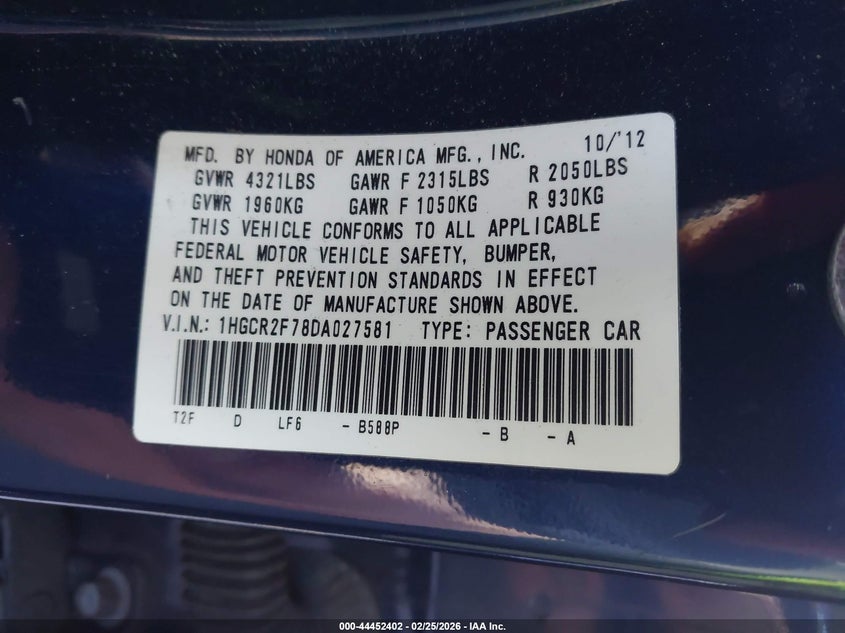 MFD. BY HONDA OF AMERICA MFG., INC. 10/'12
GVWR 4321LBS GAWR F 2315LBS R 2050LBS
GVWR 1960KG GAWR F 1050KG R 930KG
THIS VEHICLE CONFORMS TO ALL APPLICABLE
FEDERAL MOTOR VEHICLE SAFETY, BUMPER,
AND THEFT PREVENTION STANDARDS IN EFFECT
ON THE DATE OF MANUFACTURE SHOWN ABOVE.
V.I.N.: 1HGCR2F78DA027581 TYPE: PASSENGER CAR
T2F D LF6 - B588P - B - A
000-44452402 - 02/25/2026 - IAA Inc.